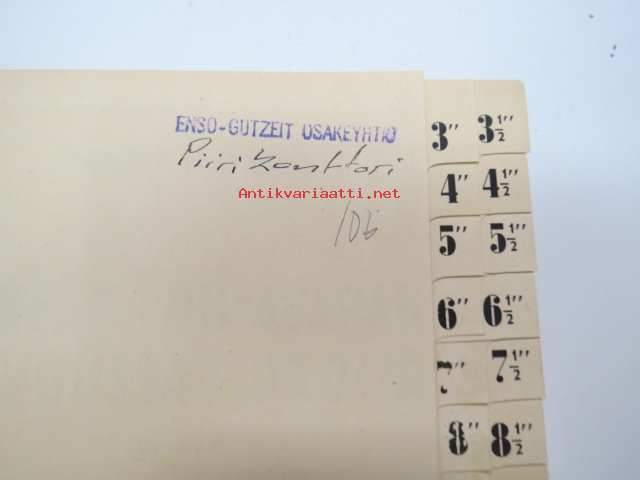 ENSO-GUTZEIT OSAKEYHTIÖ
Piirikonttori
Antikvariaatti.net
106
3" 3½"
4" 4½"
5" 5½"
6" 6½"
7" 7½"
8" 8½"